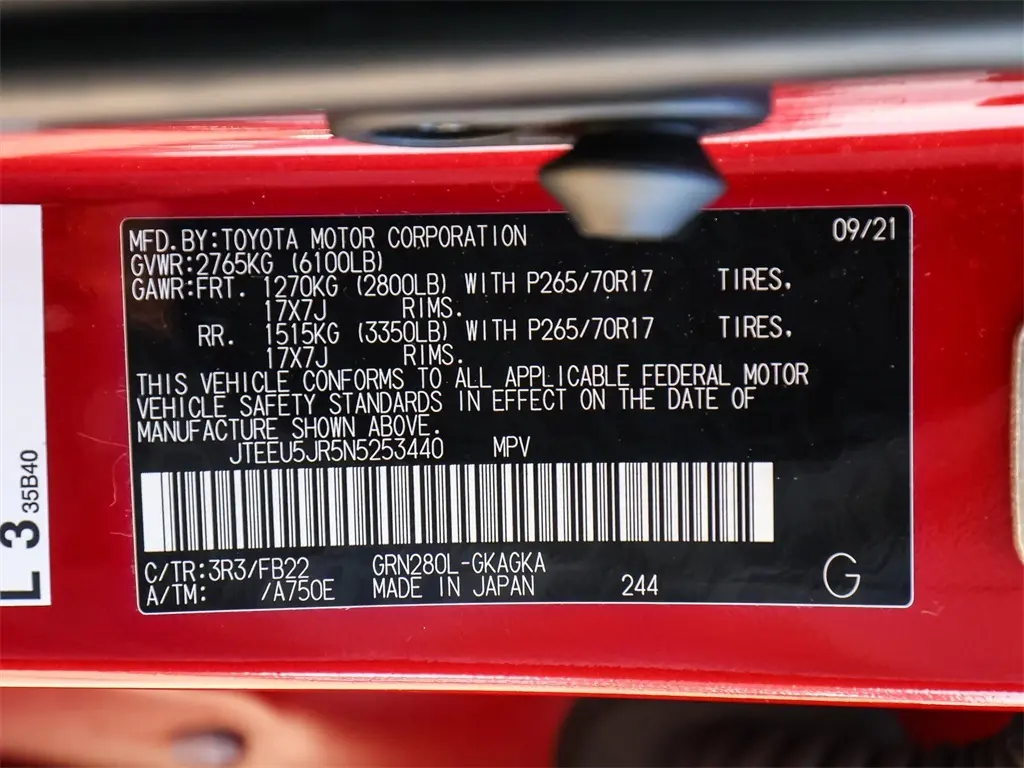 MFD.BY:TOYOTA MOTOR CORPORATION 09/21
GVWR:2765KG (6100LB)
GAWR:FRT. 1270KG (2800LB) WITH P265/70R17 TIRES.
17X7J RIMS.
RR. 1515KG (3350LB) WITH P265/70R17 TIRES.
17X7J RIMS.
THIS VEHICLE CONFORMS TO ALL APPLICABLE FEDERAL MOTOR
VEHICLE SAFETY STANDARDS IN EFFECT ON THE DATE OF
MANUFACTURE SHOWN ABOVE.
JTEEU5JR5N5253440 MPV
C/TR:3R3/FB22 GRN280L-GKAGKA
A/TM: /A750E MADE IN JAPAN 244 G
L 3
35B40